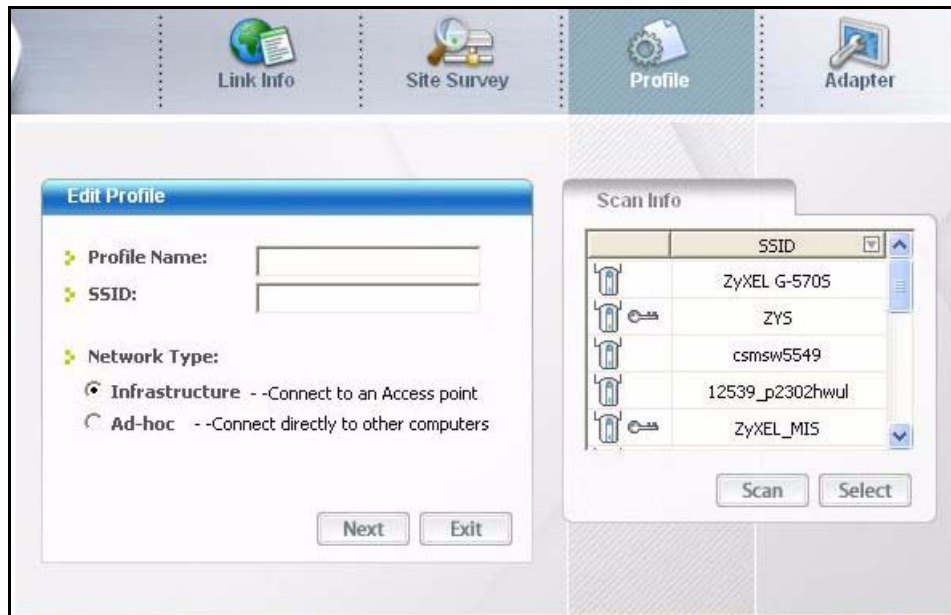 Link Info
Site Survey
Profile
Adapter
Edit Profile
Profile Name:
SSID:
Network Type:
Infrastructure - -Connect to an Access point
Ad-hoc - -Connect directly to other computers
Next
Exit
Scan Info
SSID
ZyXEL G-570S
ZYS
csmsw5549
12539_p2302hwul
ZyXEL_MIS
Scan
Select